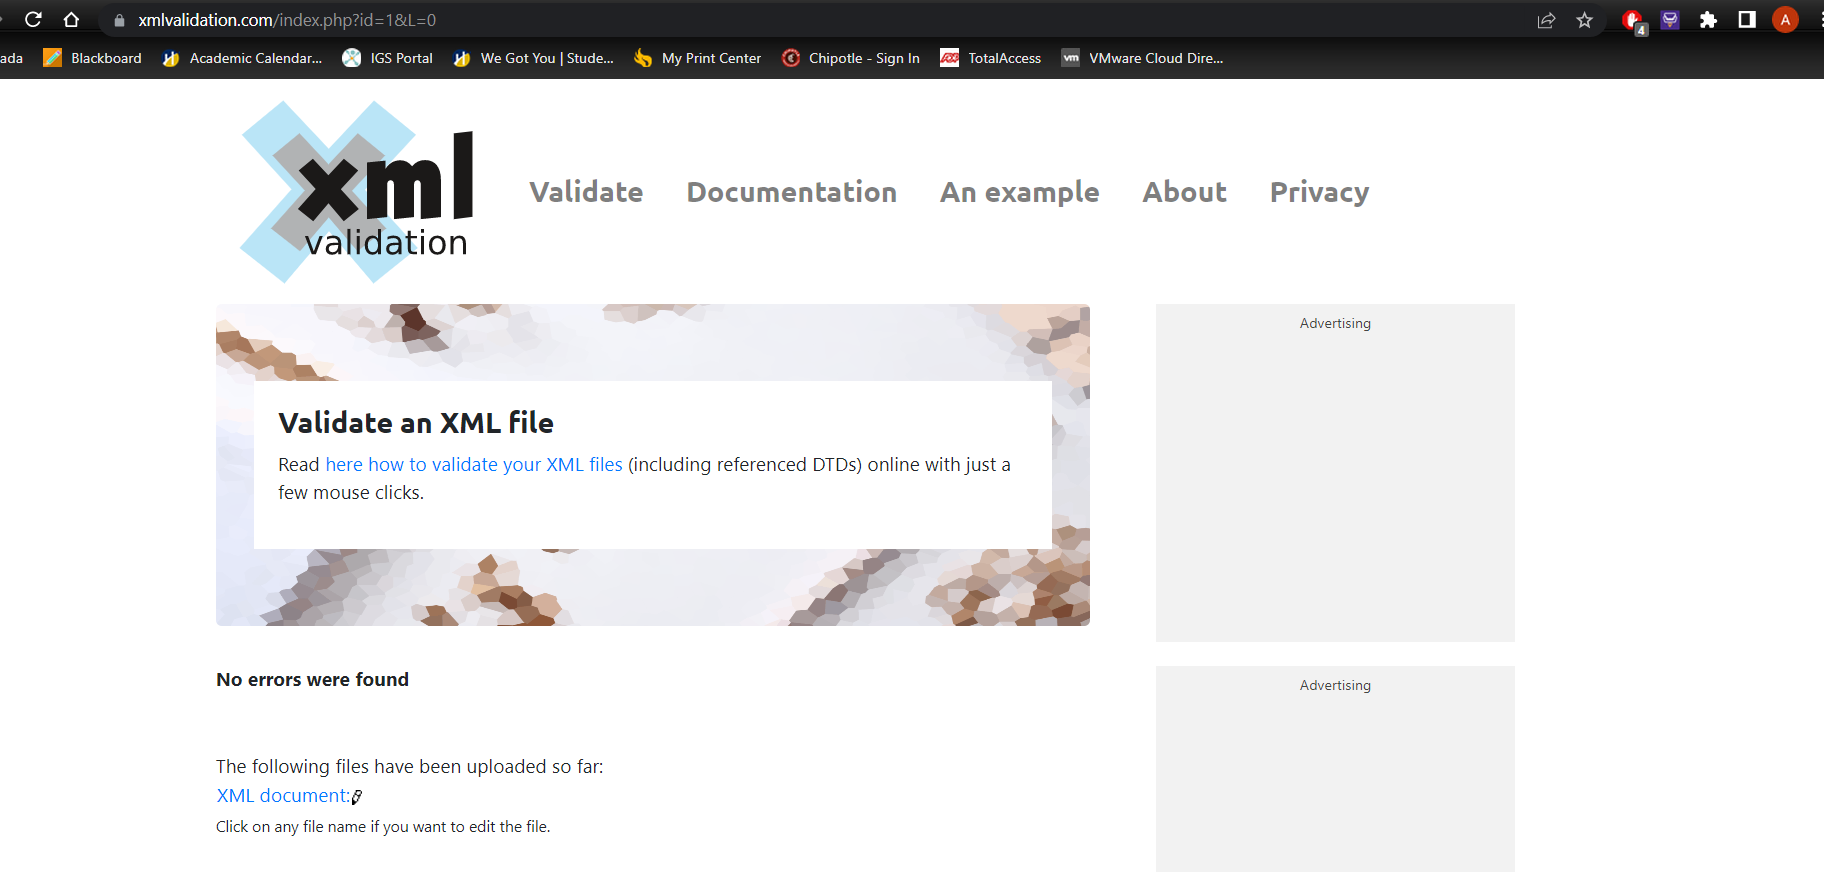 xmlvalidation.com/index.php?id=1&L=0
4
A
ada Blackboard Academic Calendar... IGS Portal We Got You | Stude... My Print Center Chipotle - Sign In ADP TotalAccess vm VMware Cloud Dire...
xml
validation
Validate Documentation An example About Privacy
Advertising
Validate an XML file
Read here how to validate your XML files (including referenced DTDs) online with just a
few mouse clicks.
No errors were found
Advertising
The following files have been uploaded so far:
XML document:
Click on any file name if you want to edit the file.